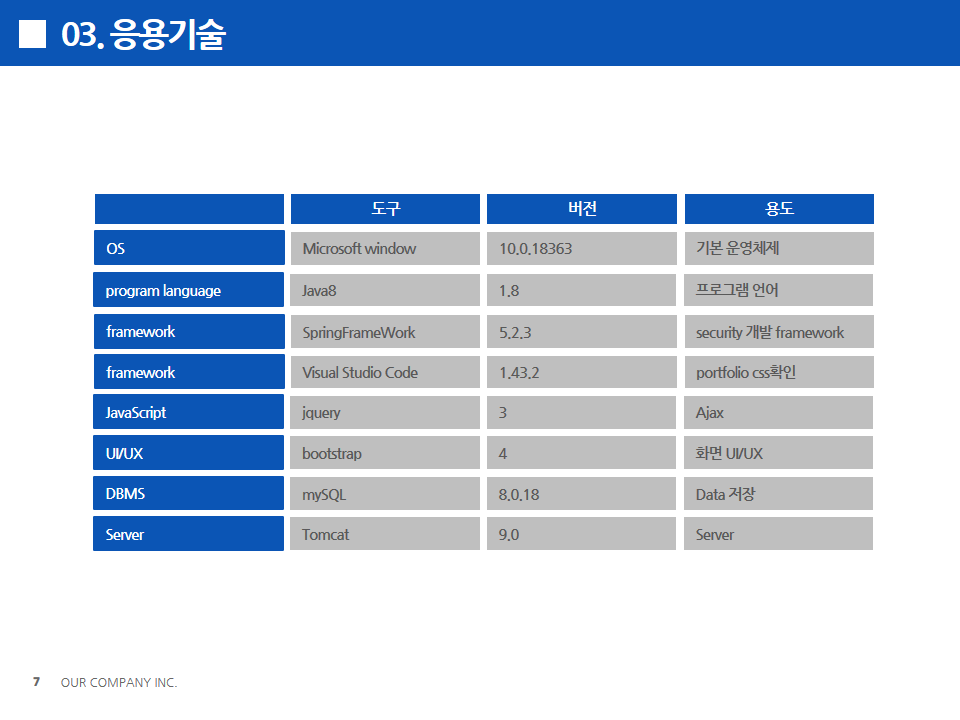 03. 응용기술
도구 버전 용도
OS Microsoft window 10.0.18363 기본 운영체제
program language Java8 1.8 프로그램 언어
framework SpringFrameWork 5.2.3 security 개발 framework
framework Visual Studio Code 1.43.2 portfolio css확인
JavaScript jquery 3 Ajax
UI/UX bootstrap 4 화면 UI/UX
DBMS mySQL 8.0.18 Data 저장
Server Tomcat 9.0 Server
7 OUR COMPANY INC.